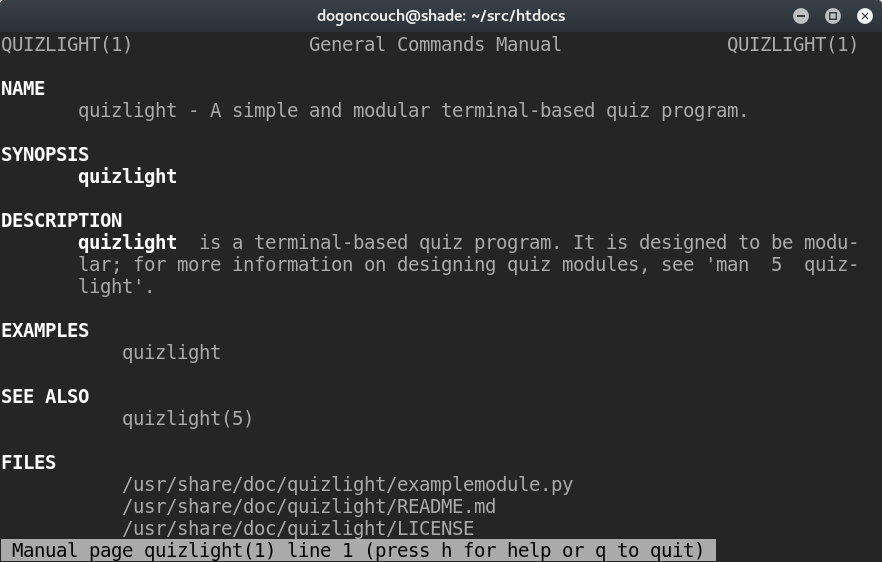 dogoncouch@shade: ~/src/htdocs
QUIZLIGHT(1) General Commands Manual QUIZLIGHT(1)
NAME
quizlight - A simple and modular terminal-based quiz program.
SYNOPSIS
quizlight
DESCRIPTION
quizlight is a terminal-based quiz program. It is designed to be modu-
lar; for more information on designing quiz modules, see 'man 5 quiz-
light'.
EXAMPLES
quizlight
SEE ALSO
quizlight(5)
FILES
/usr/share/doc/quizlight/examplemodule.py
/usr/share/doc/quizlight/README.md
/usr/share/doc/quizlight/LICENSE
Manual page quizlight(1) line 1 (press h for help or q to quit)